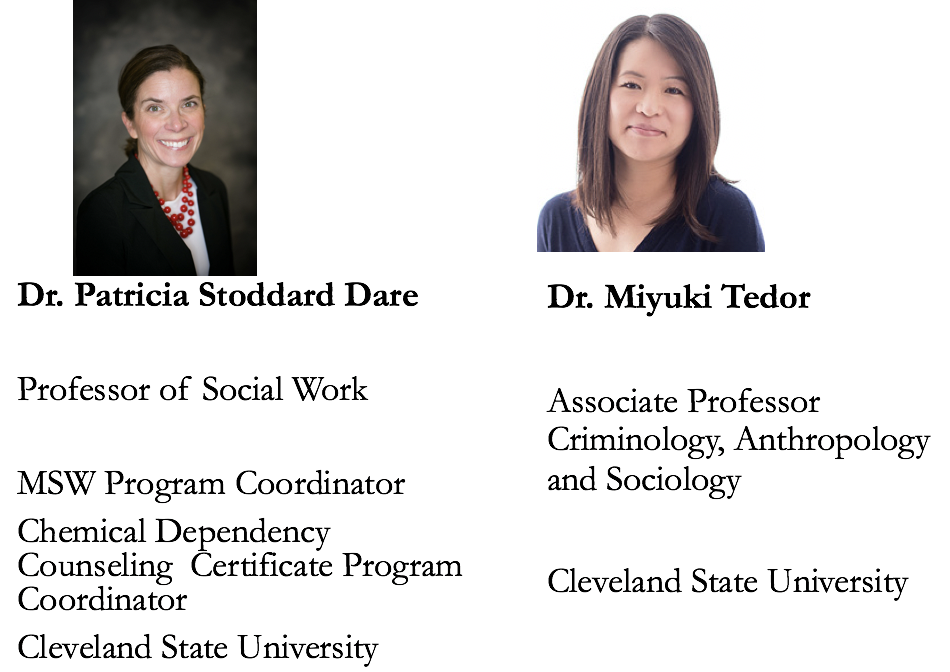 Dr. Patricia Stoddard Dare
Professor of Social Work
MSW Program Coordinator
Chemical Dependency
Counseling Certificate Program
Coordinator
Cleveland State University
Dr. Miyuki Tedor
Associate Professor
Criminology, Anthropology
and Sociology
Cleveland State University